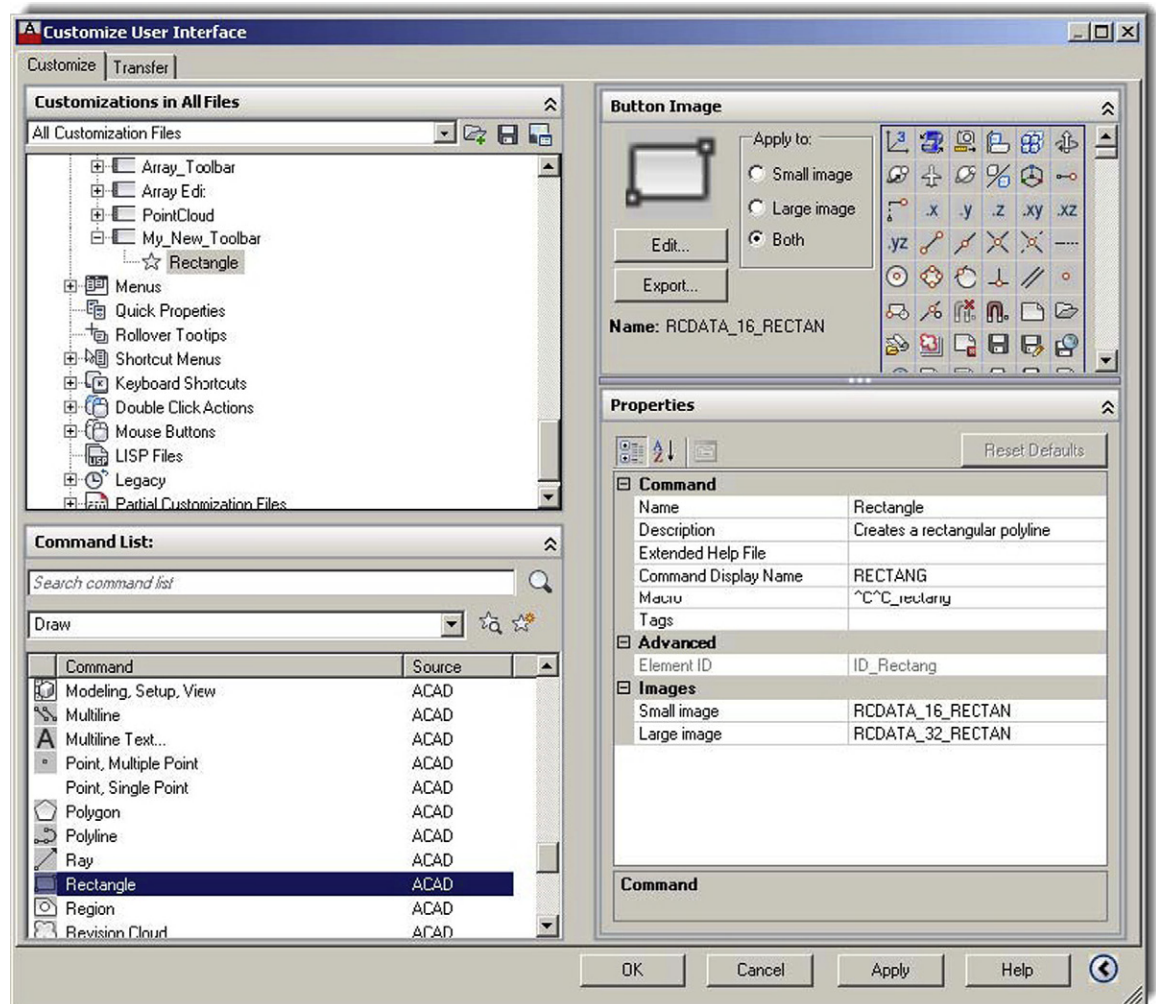 Customize User Interface
Customize
Transfer
Customizations in All Files
All Customization Files
Array_Toolbar
Array Edi:
PointCloud
My_New_Toolbar
Rectangle
Menus
Quick Properties
Rollover Tootips
Shortcut Menus
Keyboard Shortcuts
Double Click Actions
Mouse Buttons
LISP Files
Legacy
Partial Customization Files
Command List:
Search command list
Draw
Command Source
Modeling, Setup, View ACAD
Multiline ACAD
Multiline Text... ACAD
Point, Multiple Point ACAD
Point, Single Point ACAD
Polygon ACAD
Polyline ACAD
Ray ACAD
Rectangle ACAD
Region ACAD
Revision Cloud ACAD
Button Image
Apply to:
Small image
Large image
Both
Edit...
Export...
Name: RCDATA_16_RECTAN
.x .y .z .xy .xz
.yz
Properties
Reset Defaults
Command
Name Rectangle
Description Creates a rectangular polyline
Extended Help File
Command Display Name RECTANG
Macro ^C^C_rectang
Tags
Advanced
Element ID ID_Rectang
Images
Small image RCDATA_16_RECTAN
Large image RCDATA_32_RECTAN
Command
OK
Cancel
Apply
Help